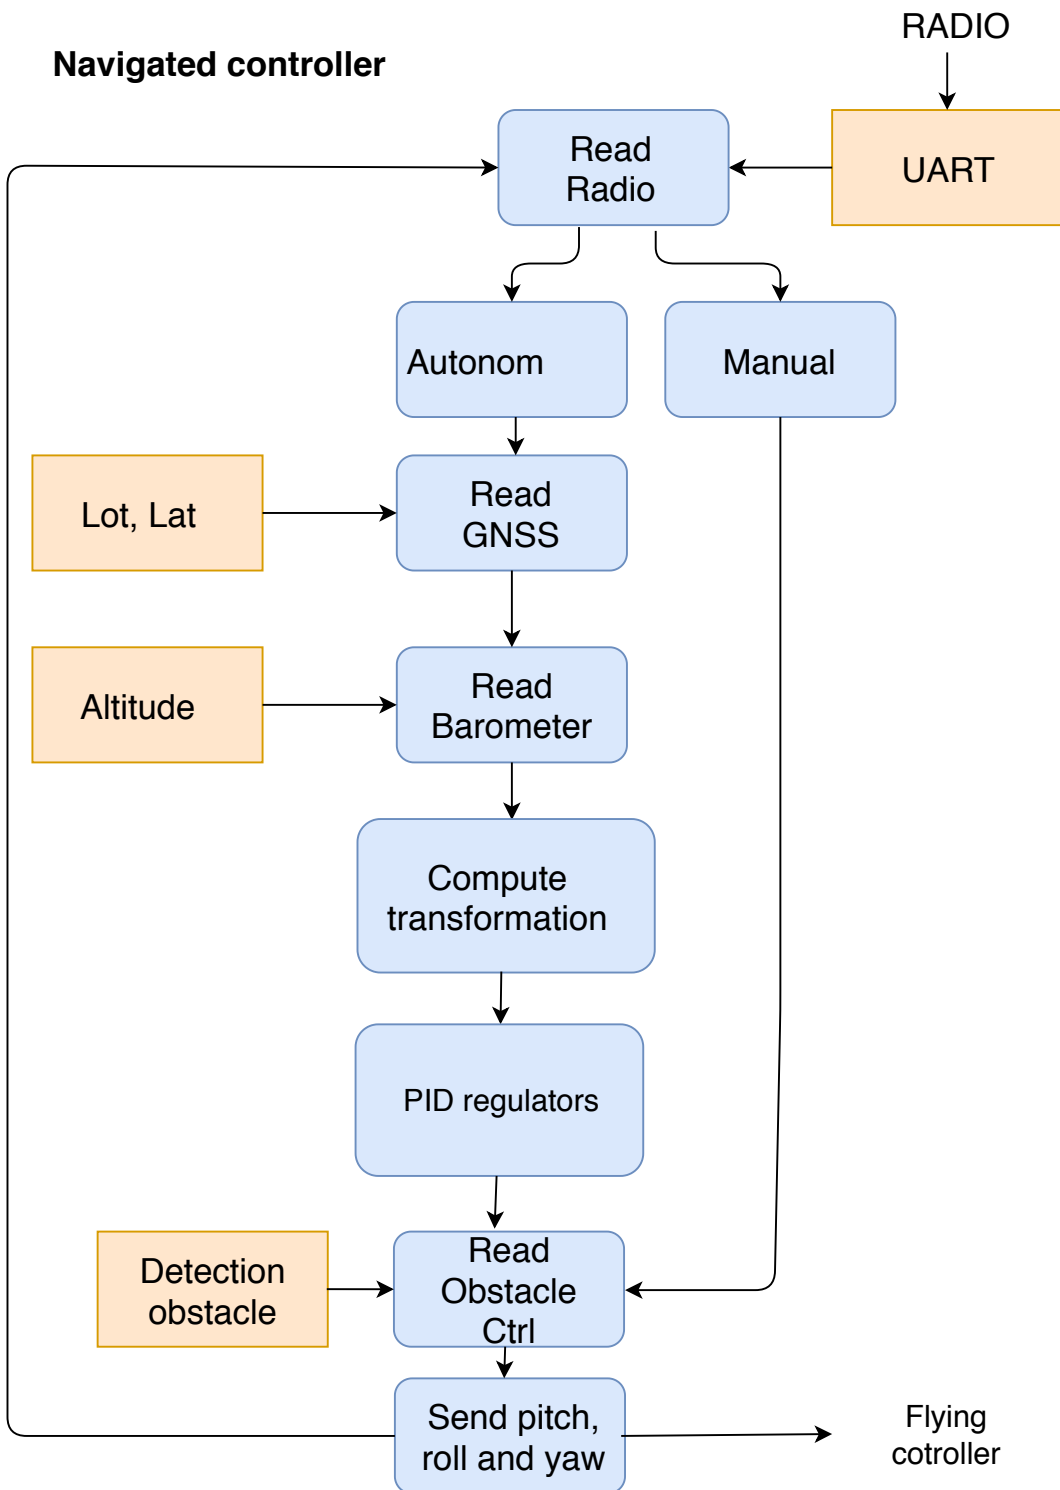 RADIO
Navigated controller
Read
Radio
UART
Autonom
Manual
Lot, Lat
Read
GNSS
Altitude
Read
Barometer
Compute
transformation
PID regulators
Detection
obstacle
Read
Obstacle
Ctrl
Send pitch,
roll and yaw
Flying
cotroller